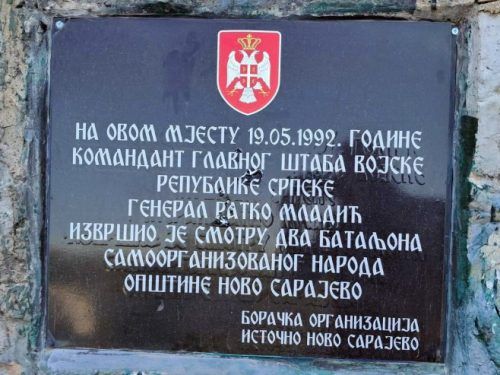 НА ОВОМ МЈЕСТУ 19.05.1992. ГОДИНЕ
КОМАНДАНТ ГЛАВНОГ ШТАБА ВОЈСКЕ
РЕПУБЛИКЕ СРПСКЕ
ГЕНЕРАЛ РАТКО МЛАДИЋ
ИЗВРШИО ЈЕ СМОТРУ ДВА БАТАЉОНА
САМООРГАНИЗОВАНОГ НАРОДА
ОПШТИНЕ НОВО САРАЈЕВО
БОРАЧКА ОРГАНИЗАЦИЈА
ИСТОЧНО НОВО САРАЈЕВО